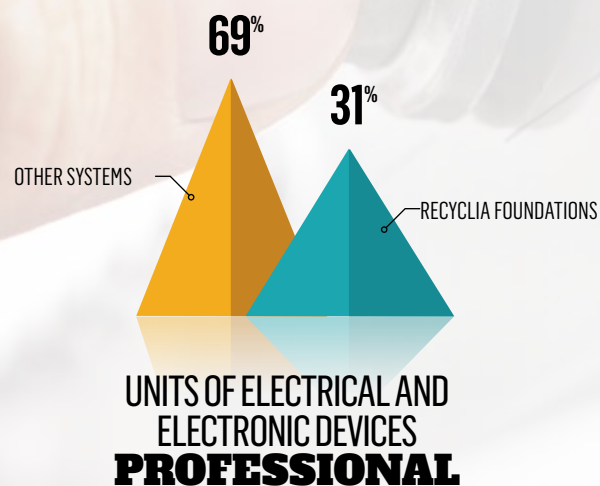 69%
31%
OTHER SYSTEMS
RECYCLIA FOUNDATIONS
UNITS OF ELECTRICAL AND
ELECTRONIC DEVICES
PROFESSIONAL